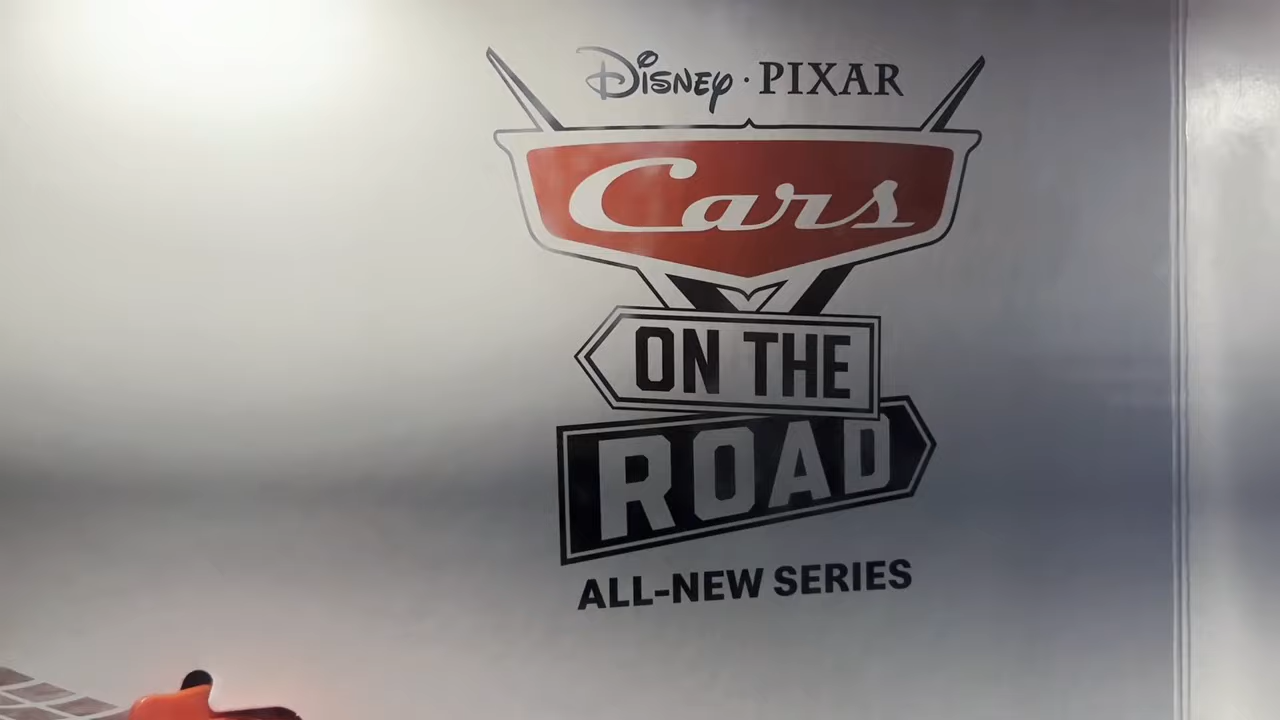 Disney · PIXAR
Cars
ON THE
ROAD
ALL-NEW SERIES